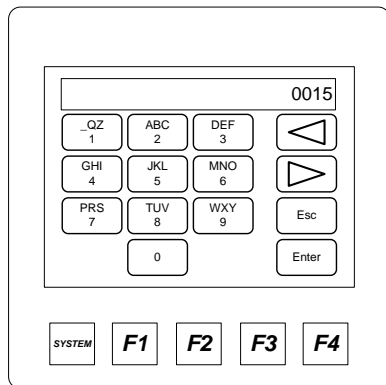 0015
_QZ ABC DEF
1 2 3
GHI JKL MNO
4 5 6
PRS TUV WXY Esc
7 8 9
0 Enter
SYSTEM F1 F2 F3 F4